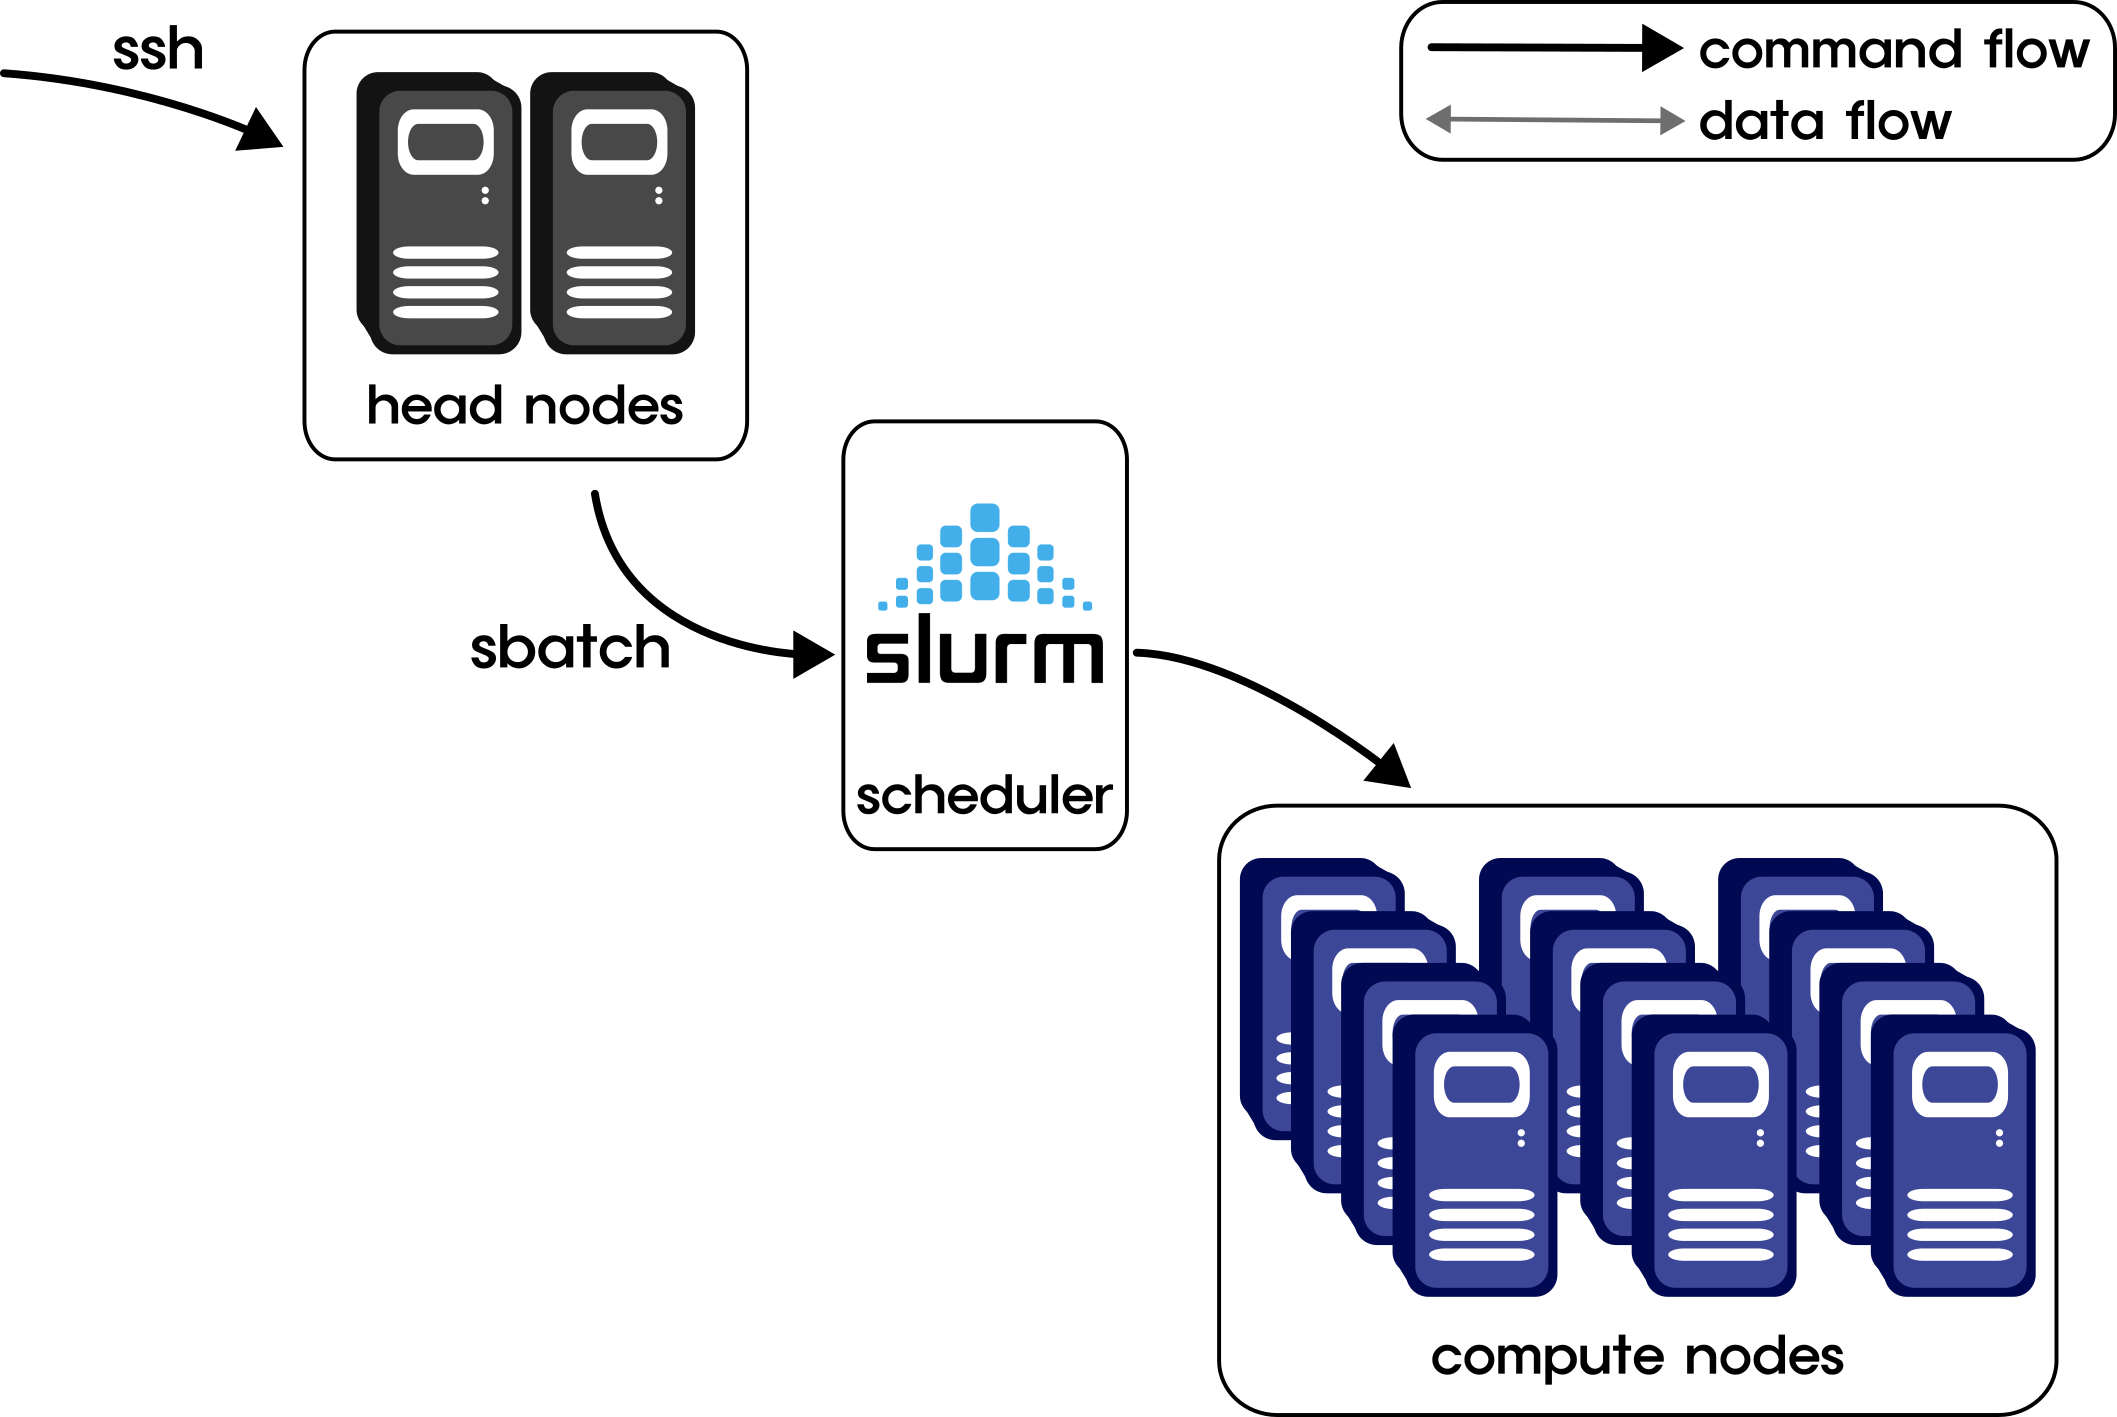 ssh
command flow
data flow
head nodes
sbatch
slurm
scheduler
compute nodes